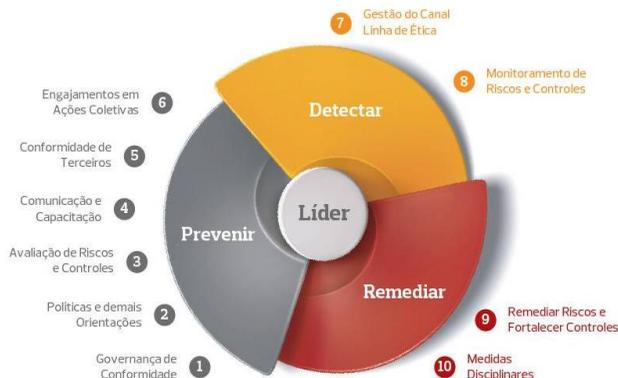 7
Gestão do Canal
Linha de Ética
8
Monitoramento de
Riscos e Controles
Detectar
Engajamentos em
Ações Coletivas
6
Conformidade de
Terceiros
5
Comunicação e
Capacitação
4
Avaliação de Riscos
e Controles
3
Políticas e demais
Orientações
2
Governança de
Conformidade
1
Prevenir
Líder
Remediar
9
Remediar Riscos e
Fortalecer Controles
10
Medidas
Disciplinares